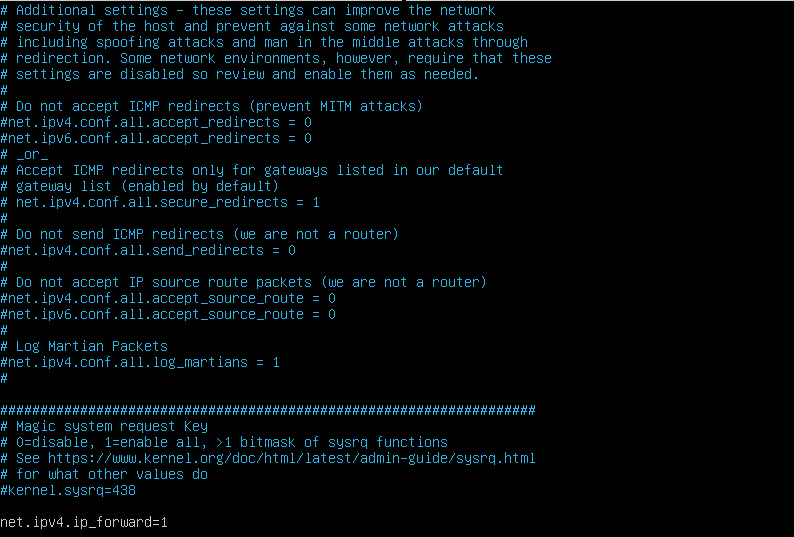 # Additional settings - these settings can improve the network
# security of the host and prevent against some network attacks
# including spoofing attacks and man in the middle attacks through
# redirection. Some network environments, however, require that these
# settings are disabled so review and enable them as needed.
#
# Do not accept ICMP redirects (prevent MITM attacks)
#net.ipv4.conf.all.accept_redirects = 0
#net.ipv6.conf.all.accept_redirects = 0
# _or_
# Accept ICMP redirects only for gateways listed in our default
# gateway list (enabled by default)
# net.ipv4.conf.all.secure_redirects = 1
#
# Do not send ICMP redirects (we are not a router)
#net.ipv4.conf.all.send_redirects = 0
#
# Do not accept IP source route packets (we are not a router)
#net.ipv4.conf.all.accept_source_route = 0
#net.ipv6.conf.all.accept_source_route = 0
#
# Log Martian Packets
#net.ipv4.conf.all.log_martians = 1
#
###################################################################
# Magic system request Key
# 0=disable, 1=enable all, >1 bitmask of sysrq functions
# See https://www.kernel.org/doc/html/latest/admin-guide/sysrq.html
# for what other values do
#kernel.sysrq=438
net.ipv4.ip_forward=1